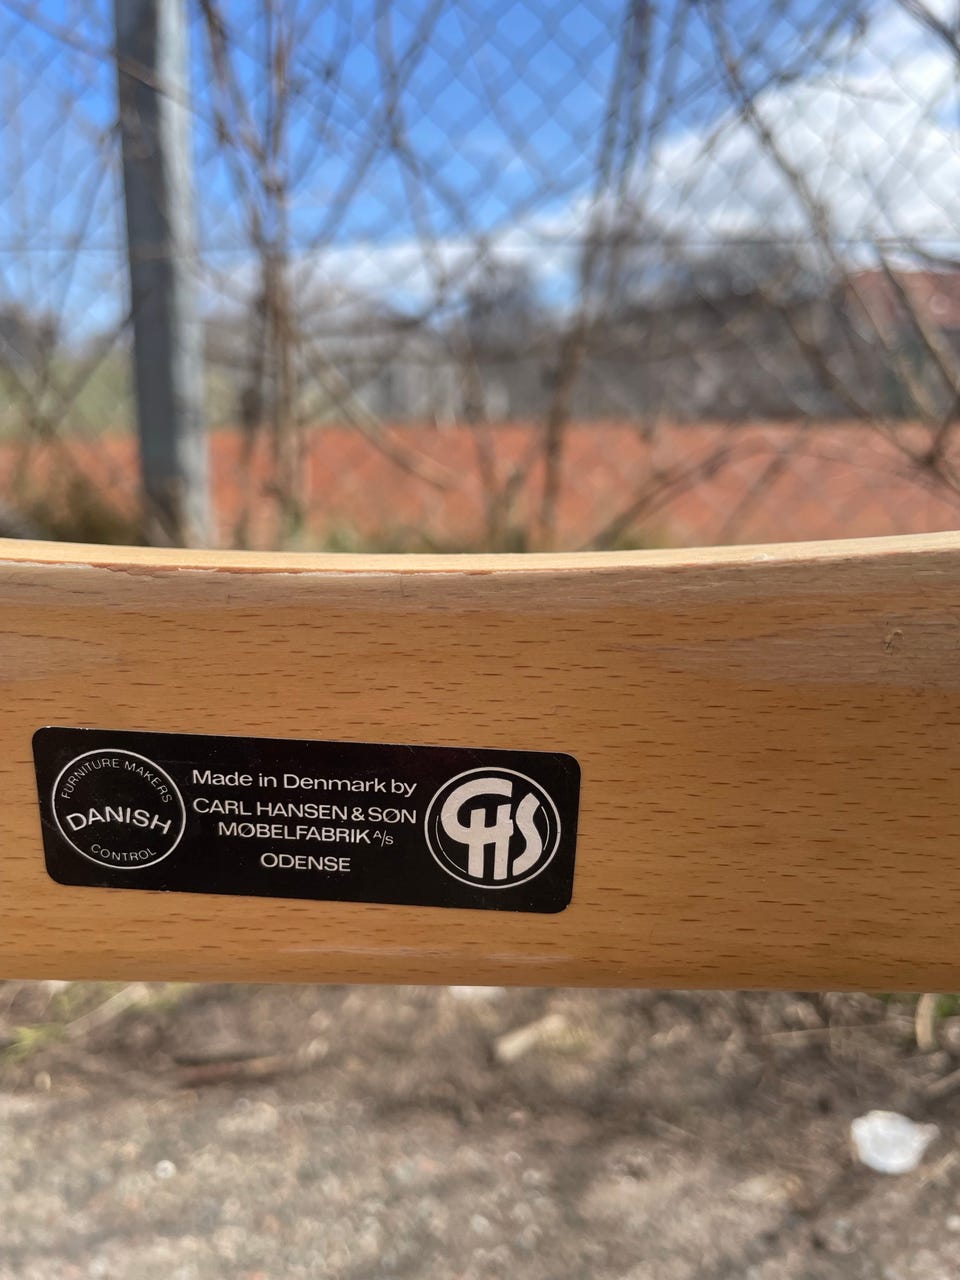 FURNITURE MAKERS
DANISH
CONTROL
Made in Denmark by
CARL HANSEN & SØN
MØBELFABRIK A/S
ODENSE
CHS